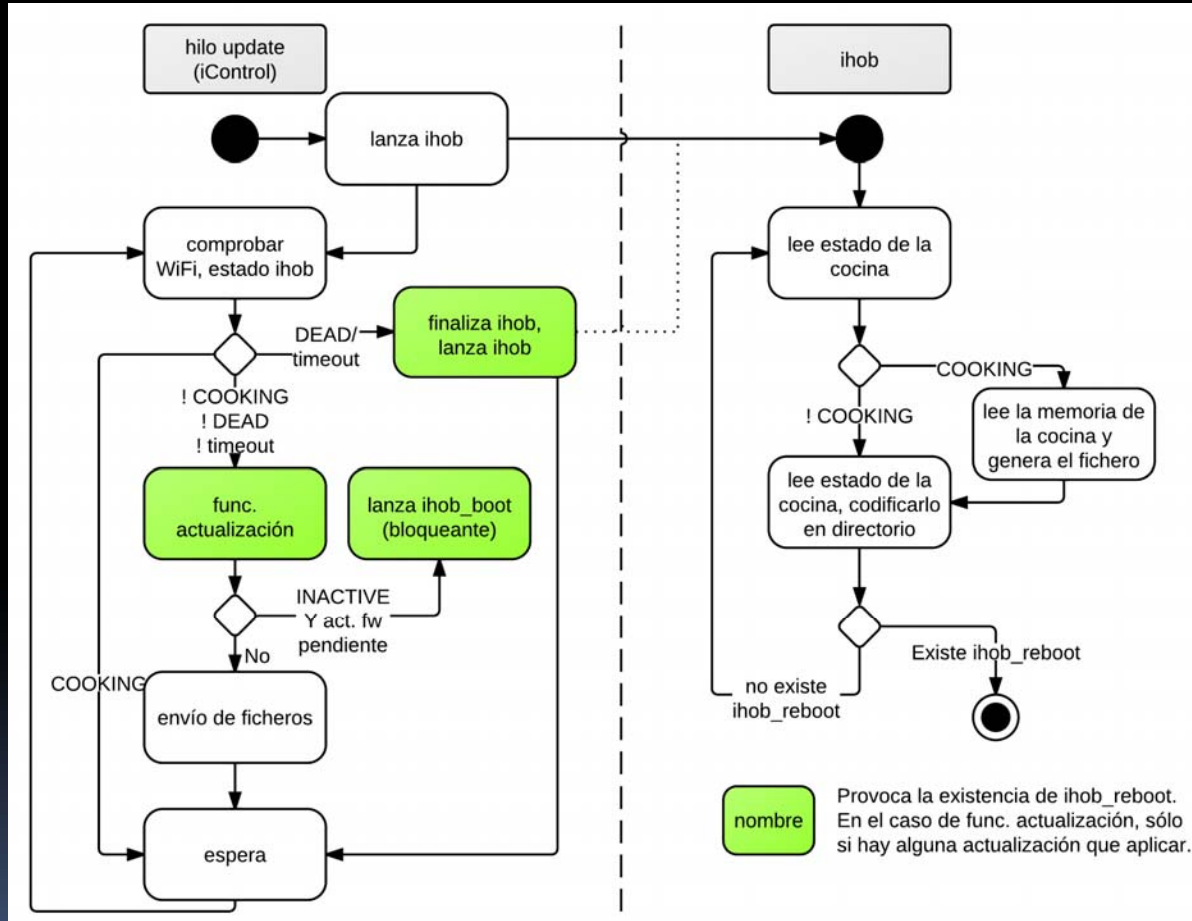 hilo update
(iControl)
ihob
lanza ihob
comprobar
WiFi, estado ihob
lee estado de la
cocina
DEAD/
timeout
finaliza ihob,
lanza ihob
! COOKING
! DEAD
! timeout
COOKING
! COOKING
lee la memoria de
la cocina y
genera el fichero
func.
actualización
lanza ihob_boot
(bloqueante)
lee estado de la
cocina, codificarlo
en directorio
INACTIVE
Y act. fw
pendiente
No
COOKING
envío de ficheros
Existe ihob_reboot
no existe
ihob_reboot
espera
nombre
Provoca la existencia de ihob_reboot.
En el caso de func. actualización, sólo
si hay alguna actualización que aplicar.